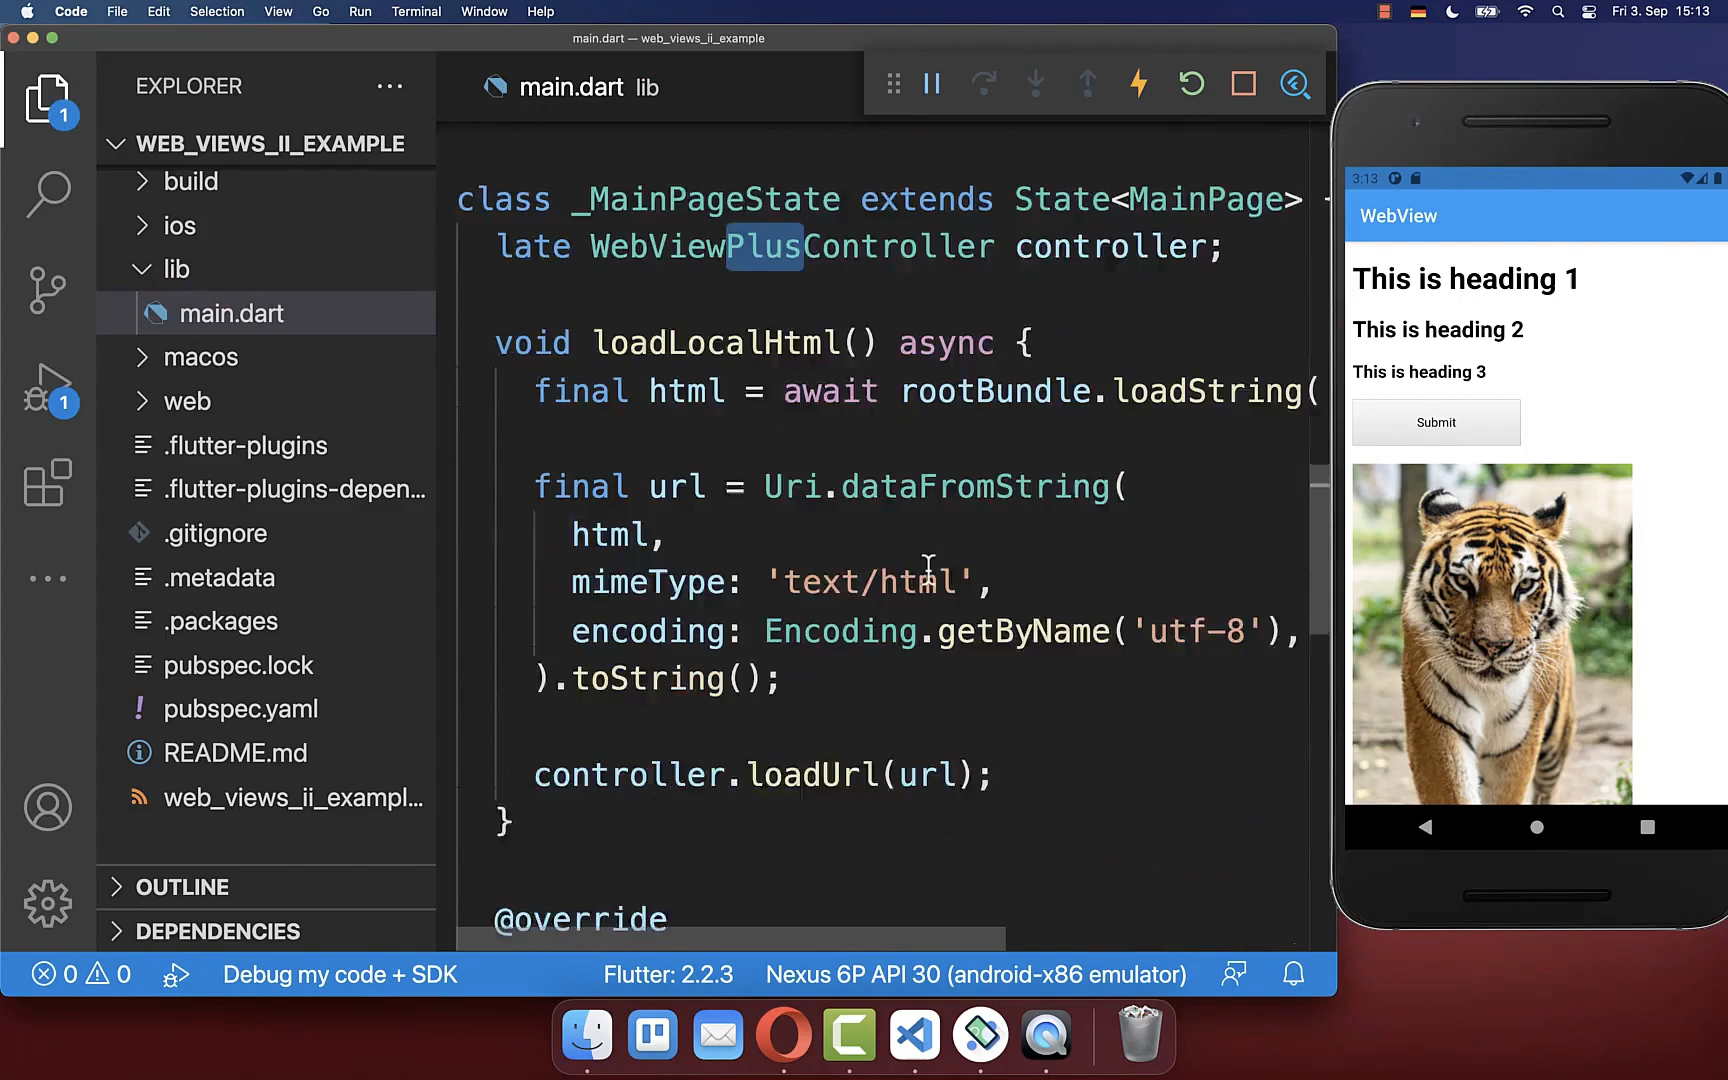 Code File Edit Selection View Go Run Terminal Window Help
Fri 3. Sep 15:13
main.dart — web_views_ii_example
EXPLORER
WEB_VIEWS_II_EXAMPLE
build
ios
lib
main.dart
macos
web
.flutter-plugins
.flutter-plugins-depen...
.gitignore
.metadata
.packages
pubspec.lock
pubspec.yaml
README.md
web_views_ii_exampl...
OUTLINE
DEPENDENCIES
1
1
main.dart lib
class _MainPageState extends State<MainPage> {
late WebViewPlusController controller;
void loadLocalHtml() async {
final html = await rootBundle.loadString(
final url = Uri.dataFromString(
html,
mimeType: 'text/html',
encoding: Encoding.getByName('utf-8'),
).toString();
controller.loadUrl(url);
}
@override
0 0 Debug my code + SDK Flutter: 2.2.3 Nexus 6P API 30 (android-x86 emulator)
3:13
WebView
This is heading 1
This is heading 2
This is heading 3
Submit